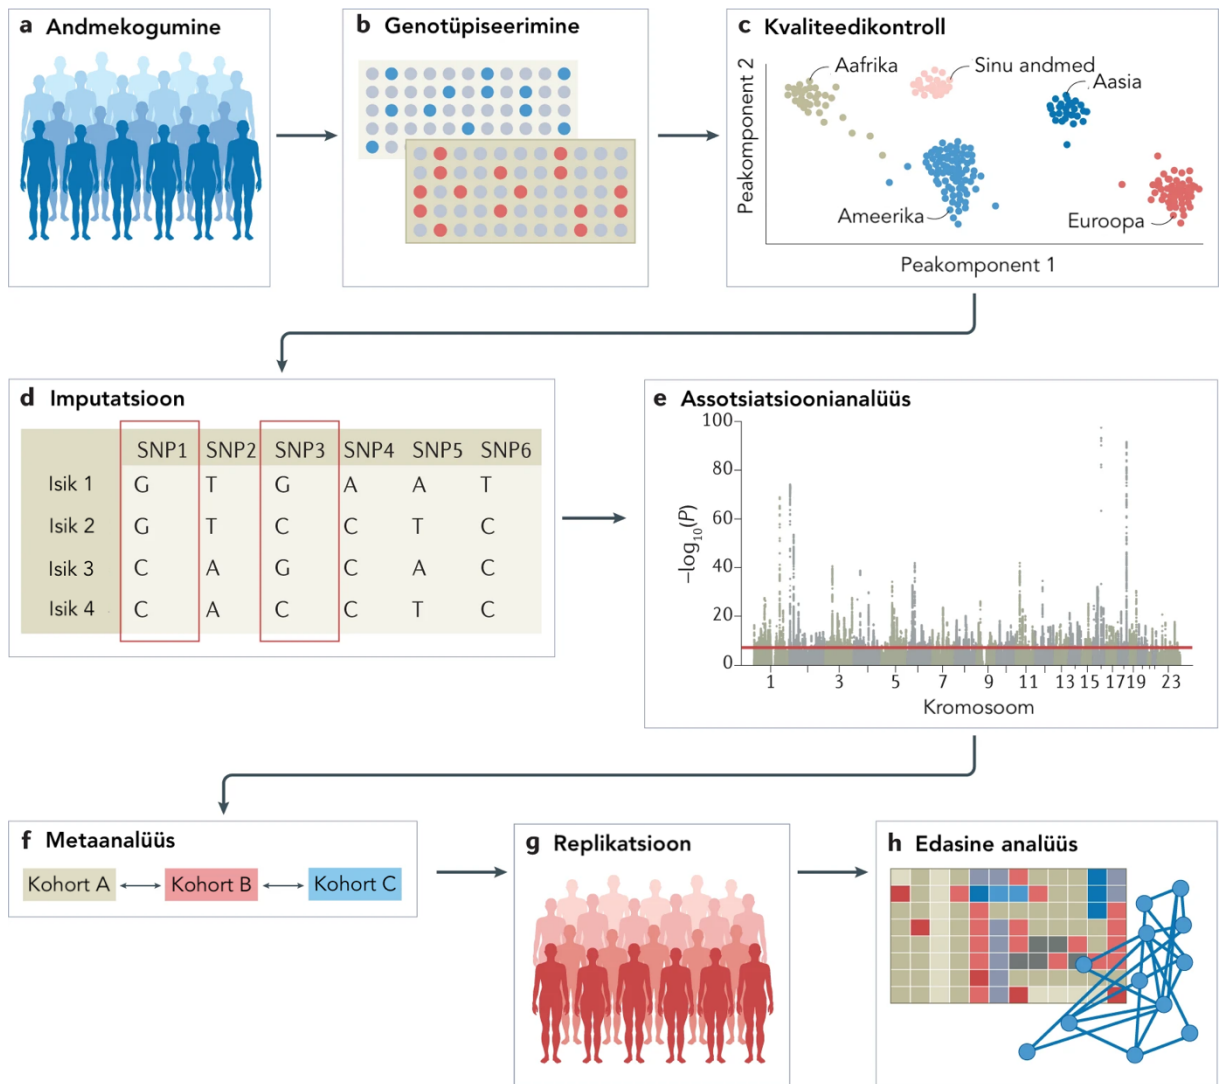 a Andmekogumine
b Genotüpiseerimine
c Kvaliteedikontroll
Peakomponent 2
Aafrika
Sinu andmed
Aasia
Ameerika
Euroopa
Peakomponent 1
d Imputatsioon
SNP1 SNP2 SNP3 SNP4 SNP5 SNP6
Isik 1 G T G A A T
Isik 2 G T C C T C
Isik 3 C A G C A C
Isik 4 C A C C T C
e Assotsiatsioonianalüüs
−log₁₀(P)
100
80
60
40
20
0
1 3 5 7 9 11 13 15 17 19 23
Kromosoom
f Metaanalüüs
Kohort A Kohort B Kohort C
g Replikatsioon
h Edasine analüüs